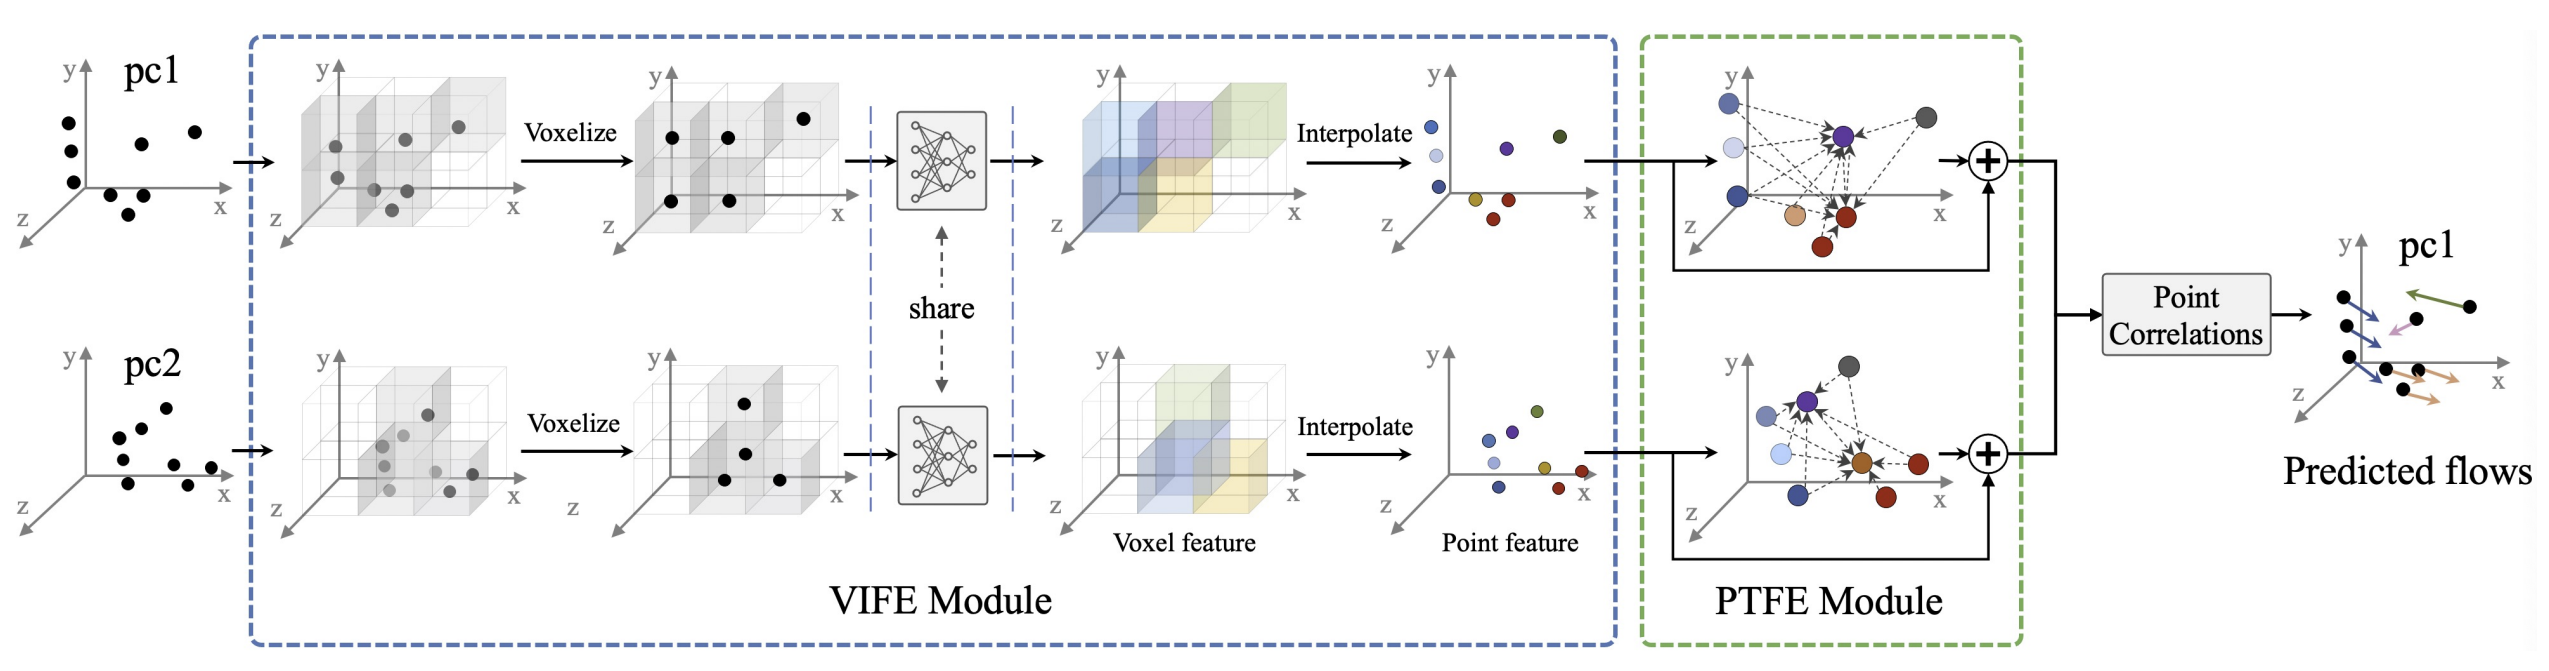 y
pc1
x
z
y
x
z
Voxelize
y
x
z
y
x
z
Interpolate
y
x
z
y
x
z
+
share
y
pc2
x
z
y
x
z
Voxelize
y
x
z
y
x
z
Interpolate
y
x
z
y
x
z
+
Voxel feature
Point feature
VIFE Module
PTFE Module
Point
Correlations
y
pc1
x
z
Predicted flows